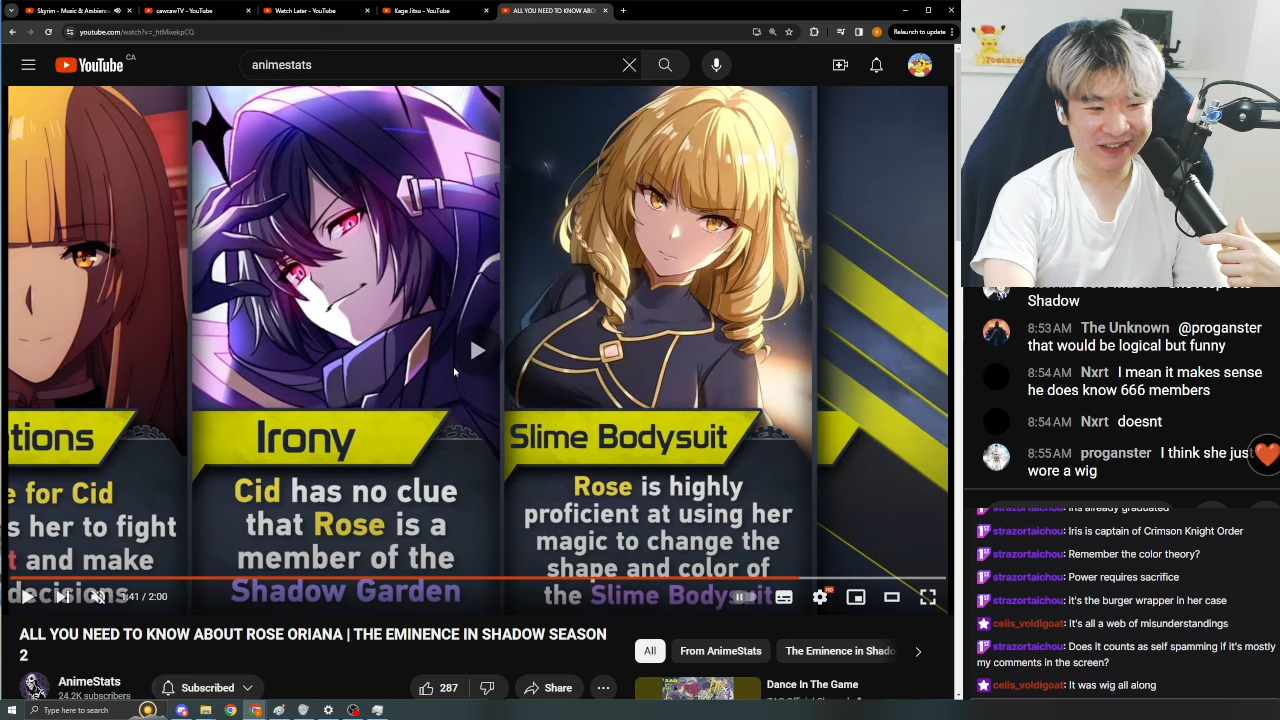 Skyrim - Music & Ambience
cawcawTV - YouTube
Watch Later - YouTube
Kage Jitsu - YouTube
ALL YOU NEED TO KNOW ABO
youtube.com/watch?v=_htMixekpCQ
Relaunch to update
YouTube CA
animestats
TOBLERO
tions
e for Cid
s her to fight
t and make
decisions
Irony
Cid has no clue
that Rose is a
member of the
Shadow Garden
Slime Bodysuit
Rose is highly
proficient at using her
magic to change the
shape and color of
the Slime Bodysuit
1:41 / 2:00
HD
ALL YOU NEED TO KNOW ABOUT ROSE ORIANA | THE EMINENCE IN SHADOW SEASON
2
AnimeStats
24.2K subscribers
Subscribed
287
Share
All
From AnimeStats
The Eminence in Shado
Dance In The Game
Shadow
8:53 AM The Unknown @proganster
that would be logical but funny
8:54 AM Nxrt I mean it makes sense
he does know 666 members
8:54 AM Nxrt doesnt
8:55 AM proganster I think she just
wore a wig
strazortaichou: Iris already graduated
strazortaichou: Iris is captain of Crimson Knight Order
strazortaichou: Remember the color theory?
strazortaichou: Power requires sacrifice
strazortaichou: it's the burger wrapper in her case
celis_voldigoat: It's all a web of misunderstandings
strazortaichou: Does it counts as self spamming if it's mostly
my comments in the screen?
celis_voldigoat: It was wig all along
Type here to search